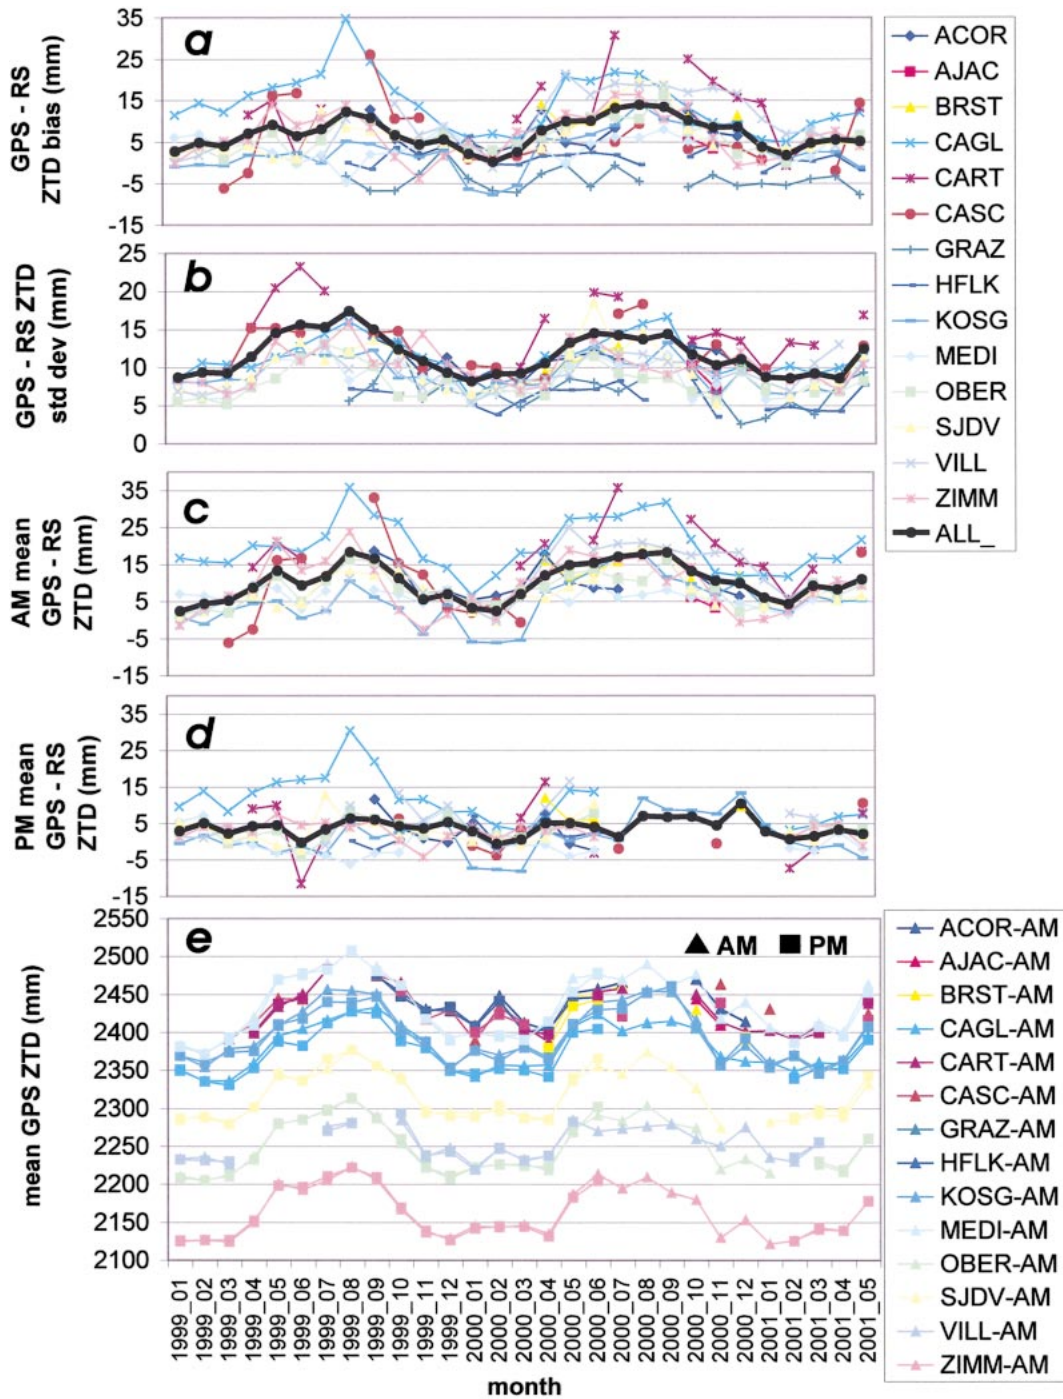 a
GPS - RS
ZTD bias (mm)
35
25
15
5
-5
-15
b
GPS - RS ZTD
std dev (mm)
25
20
15
10
5
0
c
AM mean
GPS - RS
ZTD (mm)
35
25
15
5
-5
-15
d
PM mean
GPS - RS
ZTD (mm)
35
25
15
5
-5
-15
ACOR
AJAC
BRST
CAGL
CART
CASC
GRAZ
HFLK
KOSG
MEDI
OBER
SJDV
VILL
ZIMM
ALL_
e
AM PM
mean GPS ZTD (mm)
2550
2500
2450
2400
2350
2300
2250
2200
2150
2100
1999_01
1999_02
1999_03
1999_04
1999_05
1999_06
1999_07
1999_08
1999_09
1999_10
1999_11
1999_12
2000_01
2000_02
2000_03
2000_04
2000_05
2000_06
2000_07
2000_08
2000_09
2000_10
2000_11
2000_12
2001_01
2001_02
2001_03
2001_04
2001_05
month
ACOR-AM
AJAC-AM
BRST-AM
CAGL-AM
CART-AM
CASC-AM
GRAZ-AM
HFLK-AM
KOSG-AM
MEDI-AM
OBER-AM
SJDV-AM
VILL-AM
ZIMM-AM